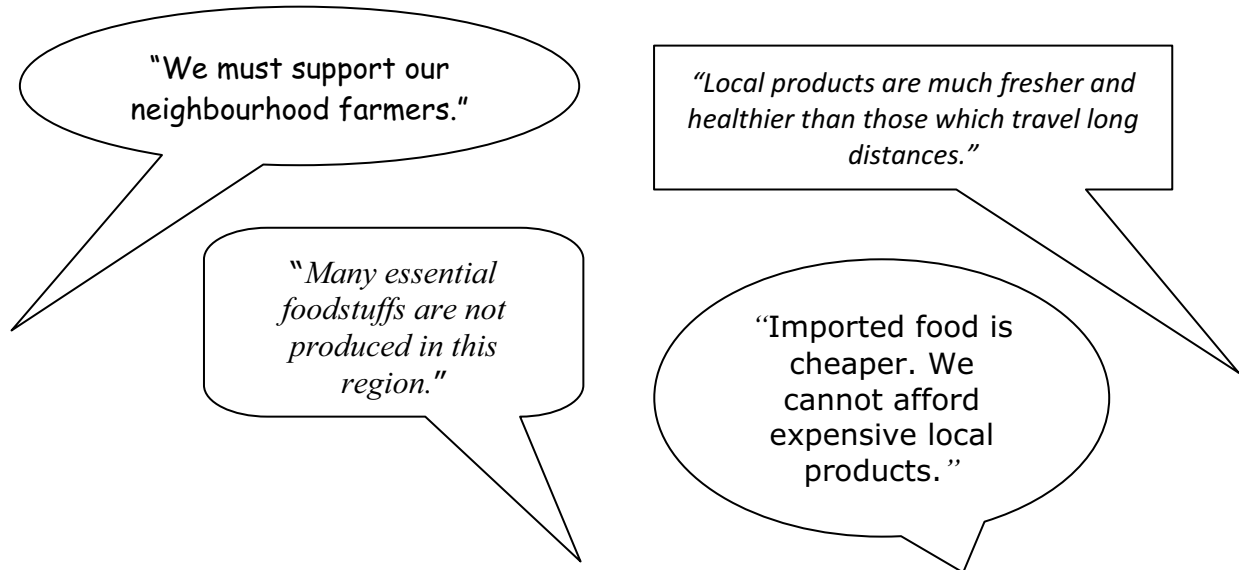 “We must support our
neighbourhood farmers.”
“Local products are much fresher and
healthier than those which travel long
distances.”
“Many essential
foodstuffs are not
produced in this
region.”
“Imported food is
cheaper. We
cannot afford
expensive local
products.”